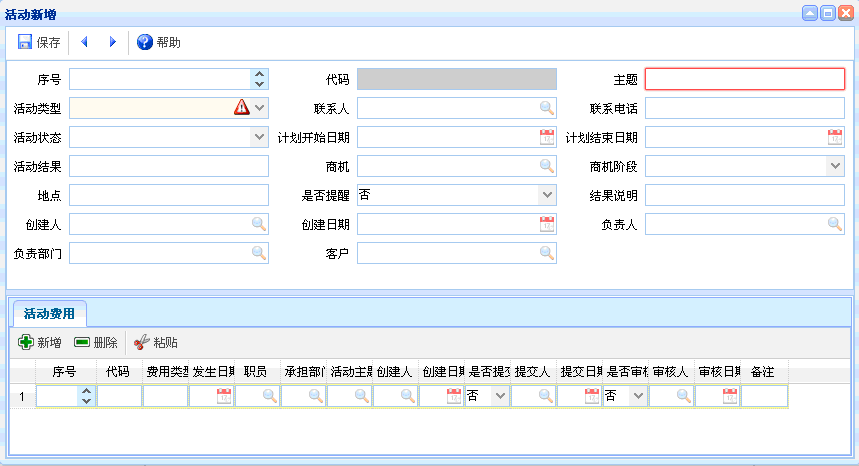 活动新增
保存 帮助
序号 代码 主题
活动类型 联系人 联系电话
活动状态 计划开始日期 计划结束日期
活动结果 商机 商机阶段
地点 是否提醒 否 结果说明
创建人 创建日期 负责人
负责部门 客户
活动费用
新增 删除 粘贴
序号 代码 费用类型 发生日期 职员 承担部门 活动主题 创建人 创建日期 是否提交 提交人 提交日期 是否审核 审核人 审核日期 备注
1 否 否